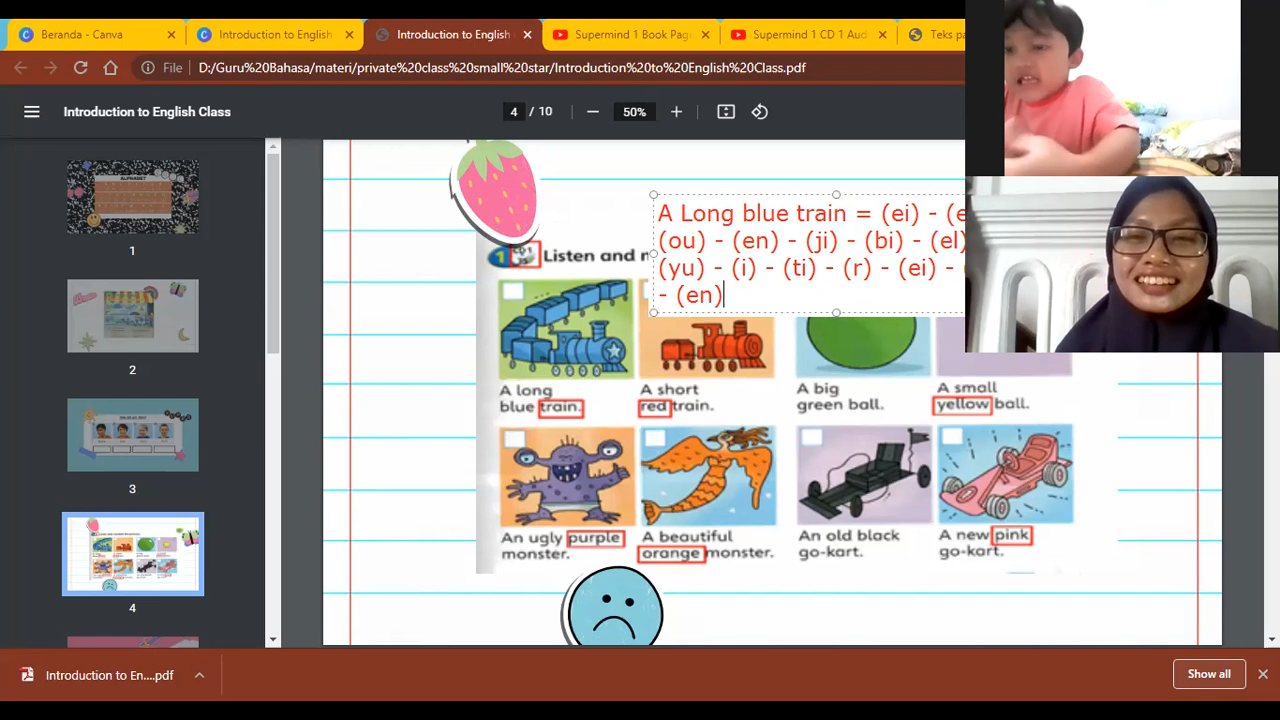 Beranda - Canva
Introduction to English
Introduction to English
Supermind 1 Book Page
Supermind 1 CD 1 Aud
Teks pa
File
D:/Guru%20Bahasa/materi/private%20class%20small%20star/Introduction%20to%20English%20Class.pdf
Introduction to English Class
4 / 10
50%
ALPHABET
1
2
3
4
A Long blue train = (ei) - (e
(ou) - (en) - (ji) - (bi) - (el)
(yu) - (i) - (ti) - (r) - (ei) -
- (en)
1 CD1 Listen and
A long
blue train.
A short
red train.
A big
green ball.
A small
yellow ball.
An ugly purple
monster.
A beautiful
orange monster.
An old black
go-kart.
A new pink
go-kart.
Introduction to En....pdf
Show all